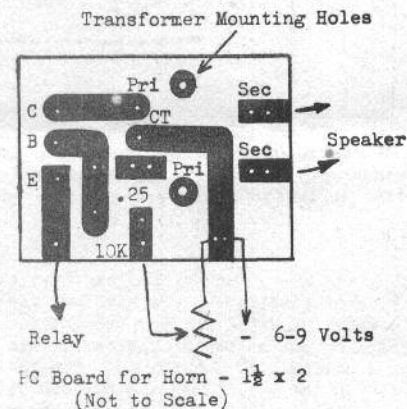 Transformer Mounting Holes
Pri
Sec
C
CT
B
Speaker
Sec
E
Pri
.25
10K
Relay
- 6-9 Volts
PC Board for Horn - 1½ x 2
(Not to Scale)